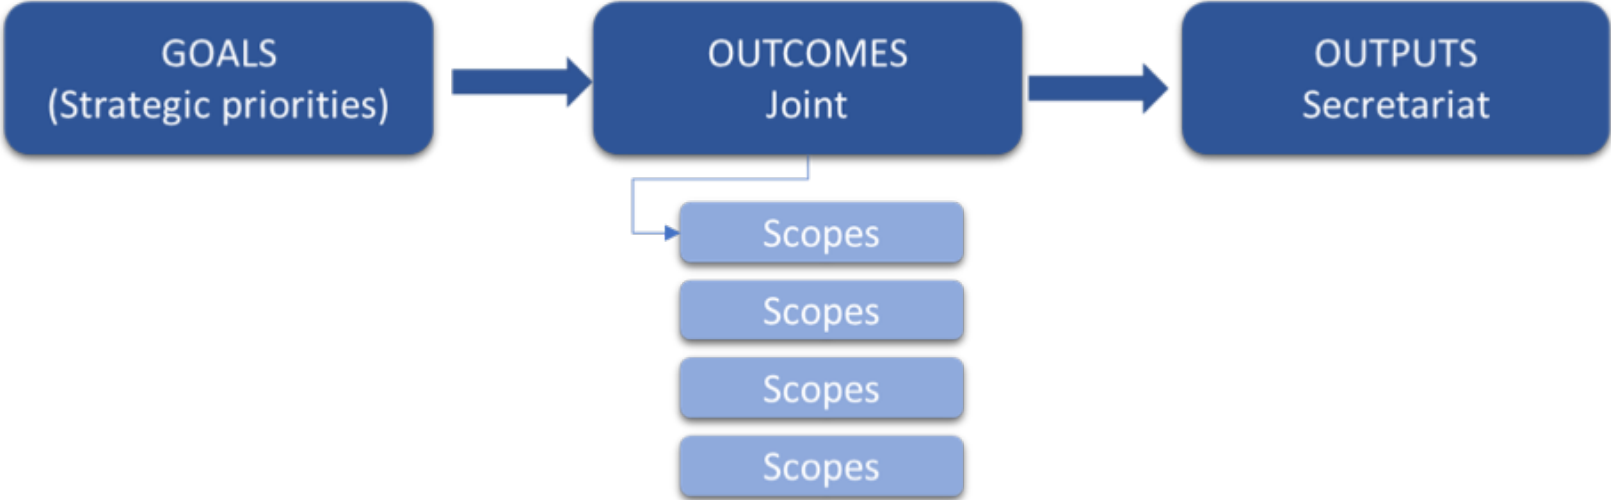 GOALS
(Strategic priorities)
OUTCOMES
Joint
OUTPUTS
Secretariat
Scopes
Scopes
Scopes
Scopes